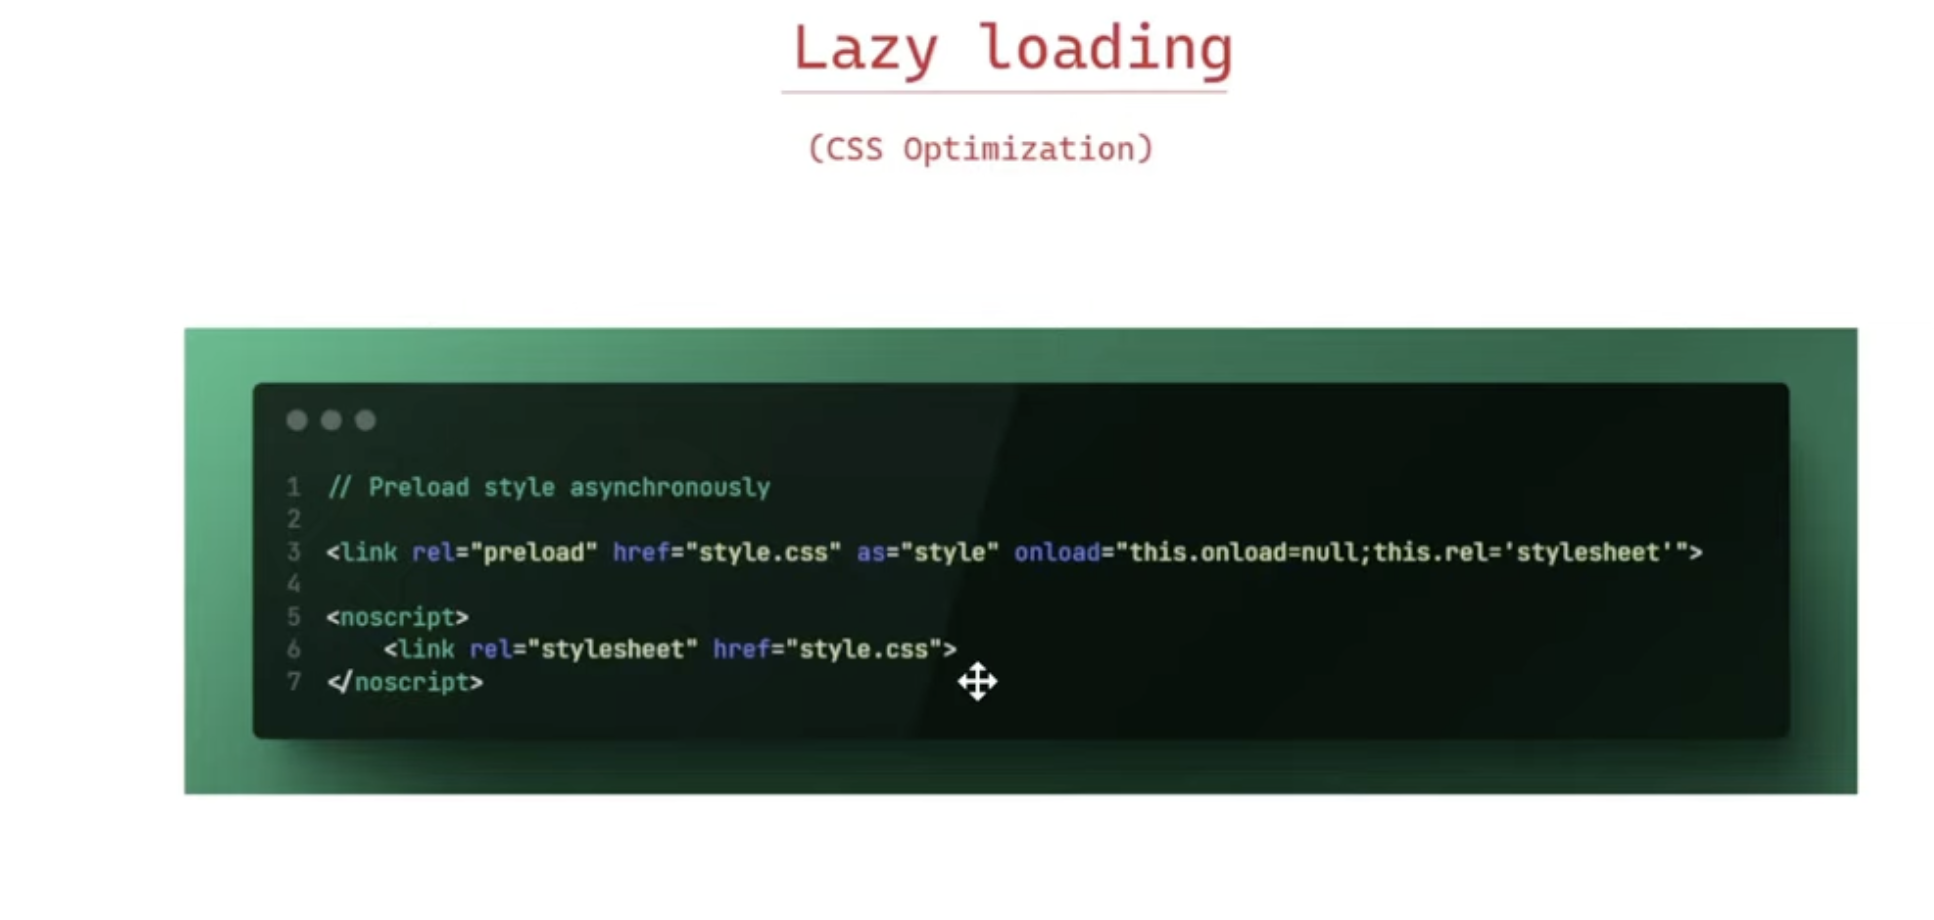 Lazy loading
(CSS Optimization)
1 // Preload style asynchronously
2
3 <link rel="preload" href="style.css" as="style" onload="this.onload=null;this.rel='stylesheet'">
4
5 <noscript>
6     <link rel="stylesheet" href="style.css">
7 </noscript>